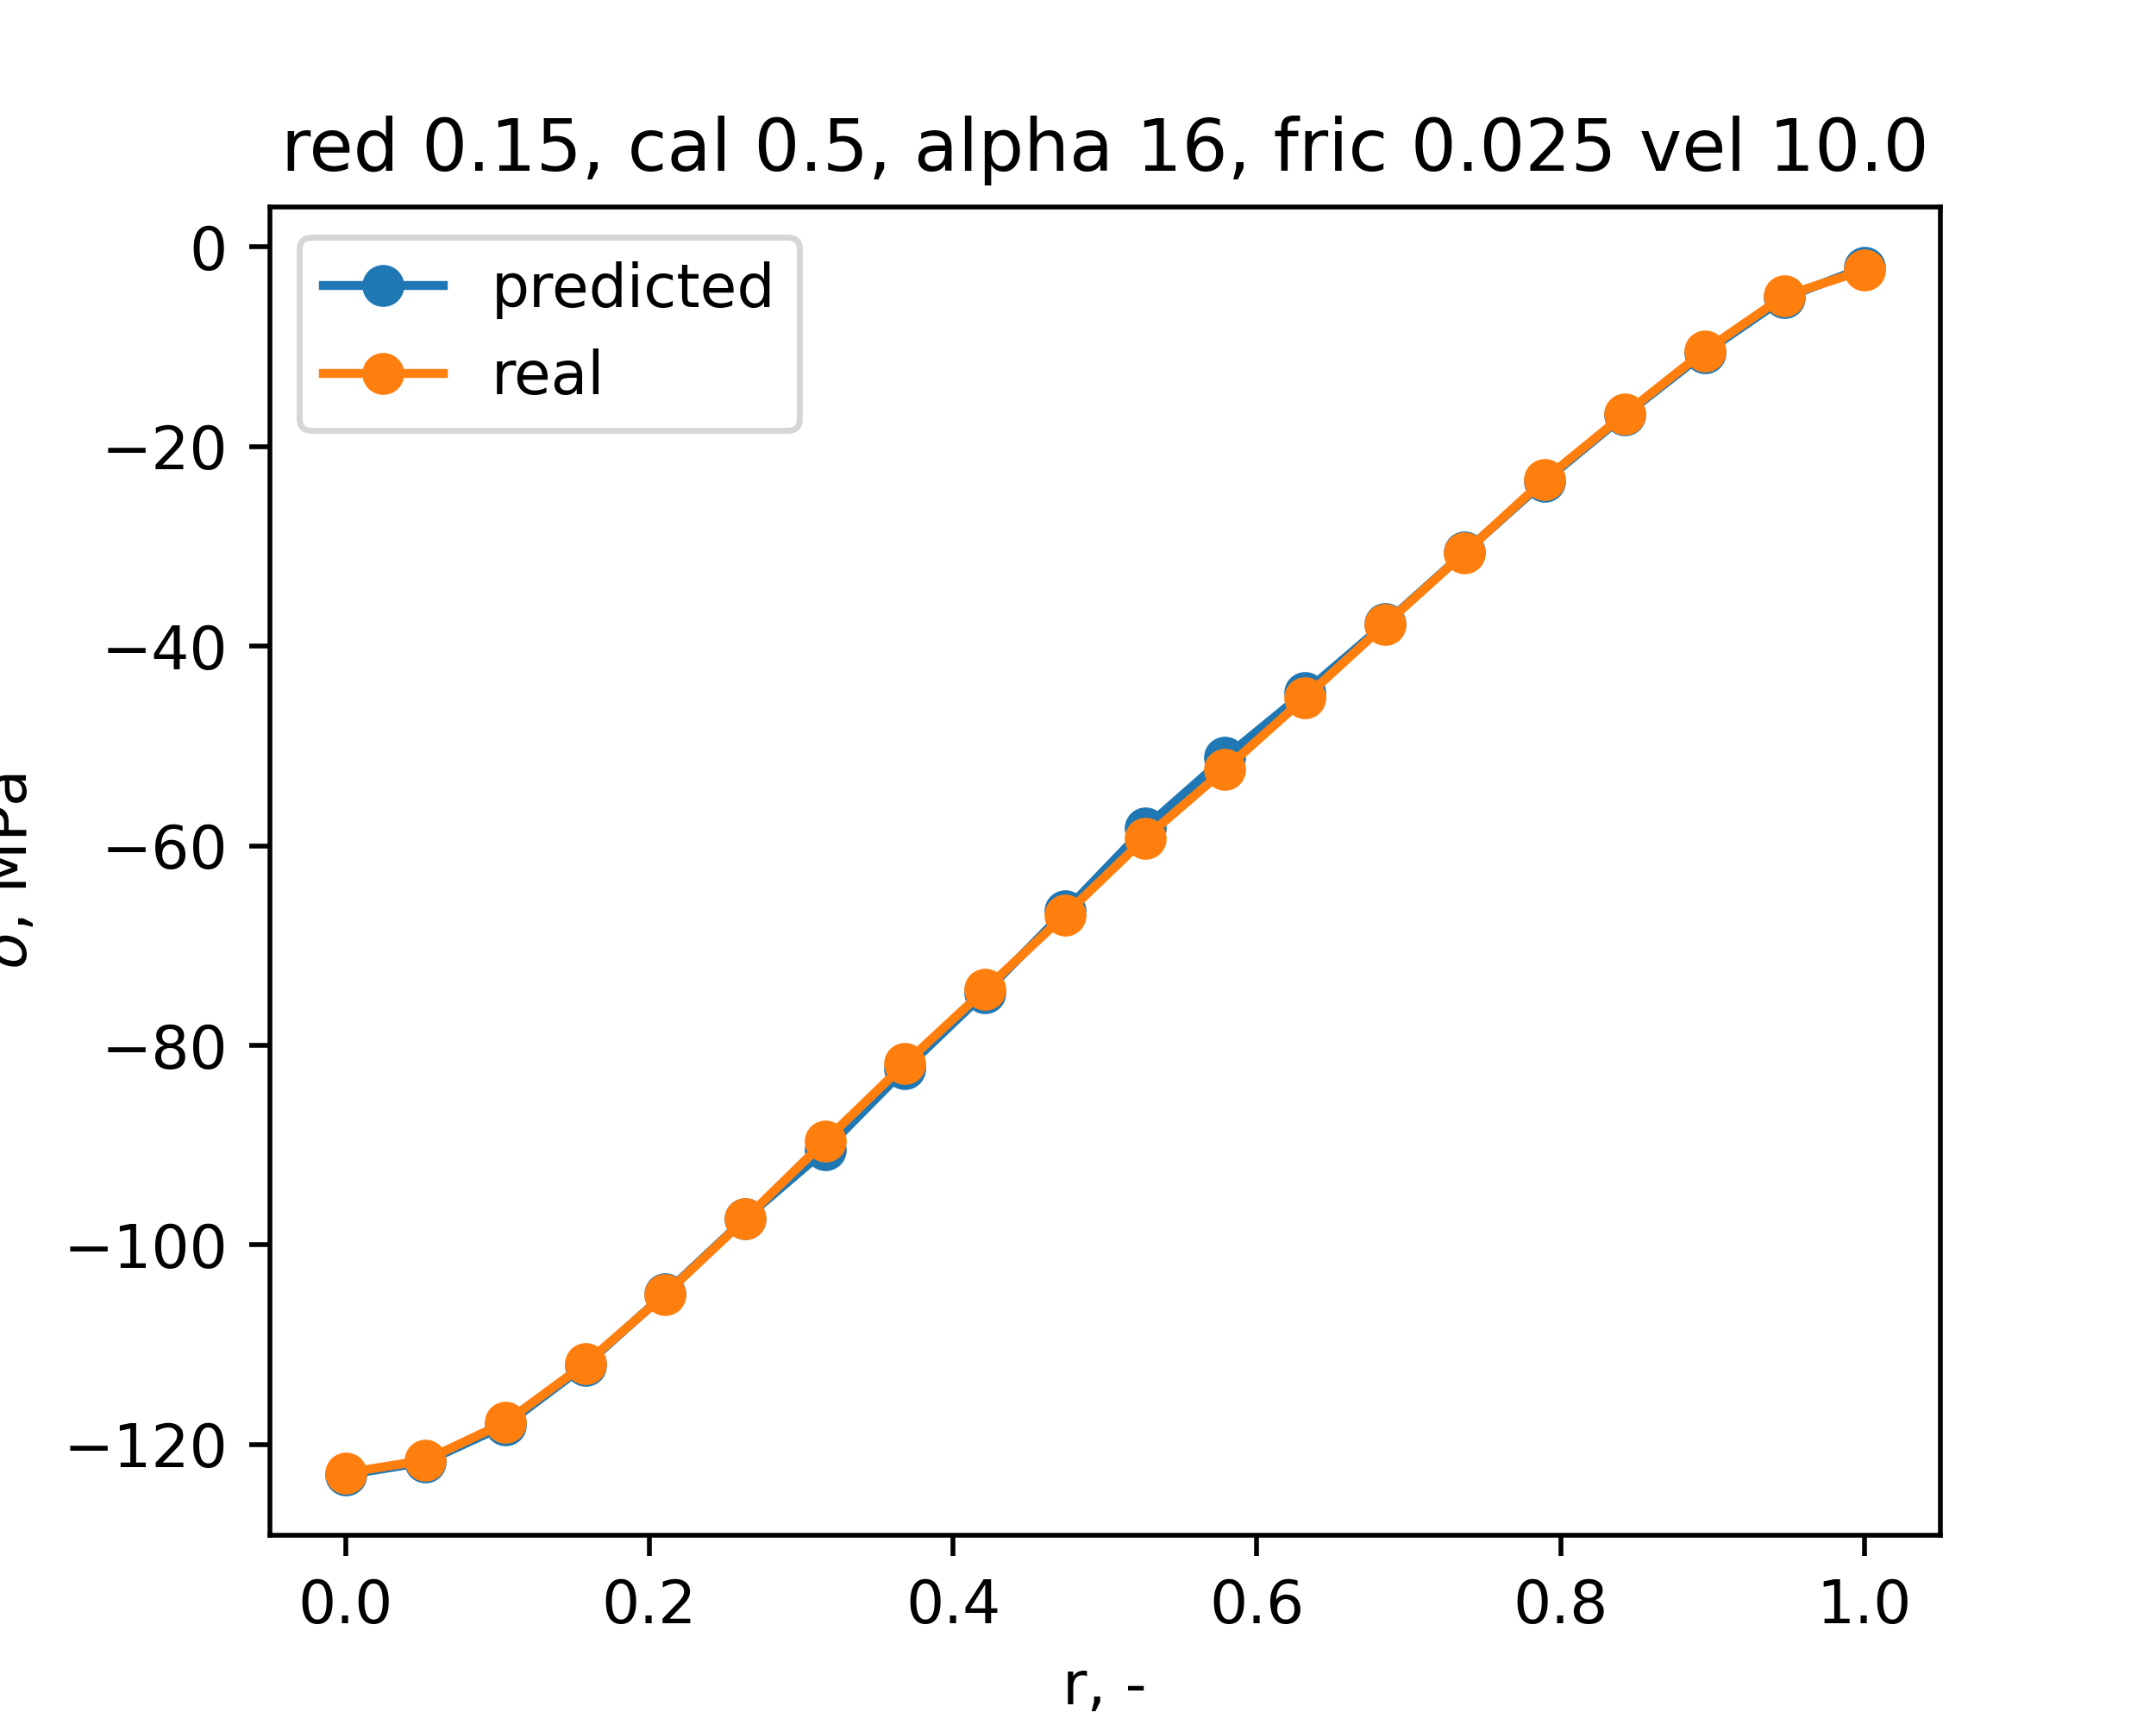 red 0.15, cal 0.5, alpha 16, fric 0.025 vel 10.0
predicted
real
0
−20
−40
−60
−80
−100
−120
σ, MPa
0.0 0.2 0.4 0.6 0.8 1.0
r, -